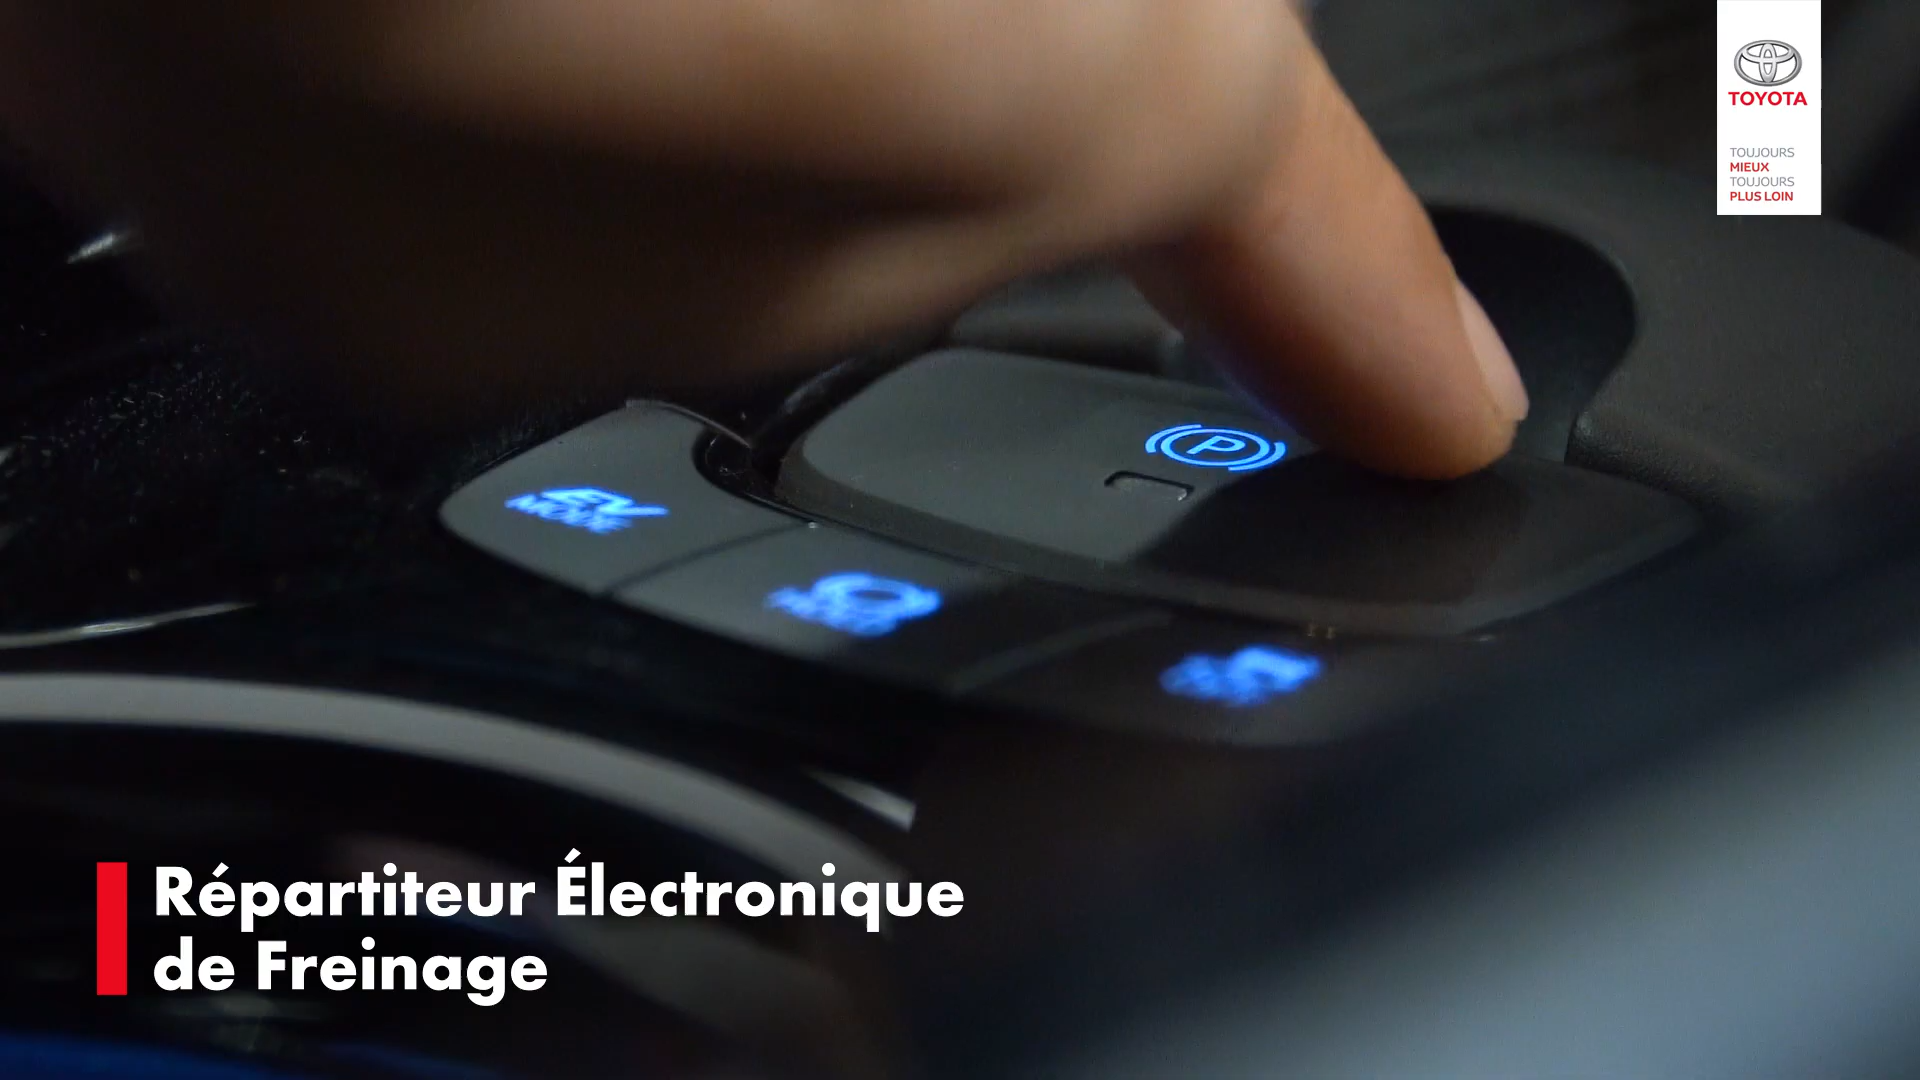 TOYOTA
TOUJOURS
MIEUX
TOUJOURS
PLUS LOIN
P
EV
MODE
Répartiteur Électronique
de Freinage